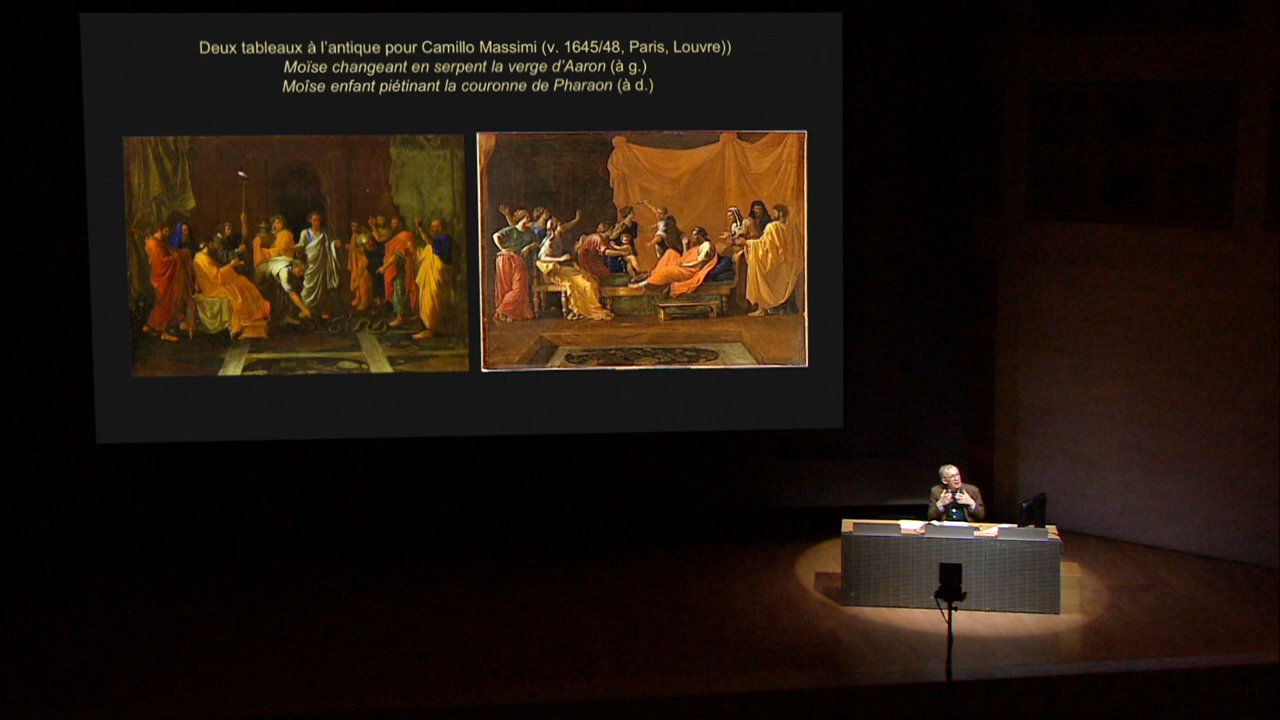 Deux tableaux à l'antique pour Camillo Massimi (v. 1645/48, Paris, Louvre))
Moïse changeant en serpent la verge d'Aaron (à g.)
Moîse enfant piétinant la couronne de Pharaon (à d.)